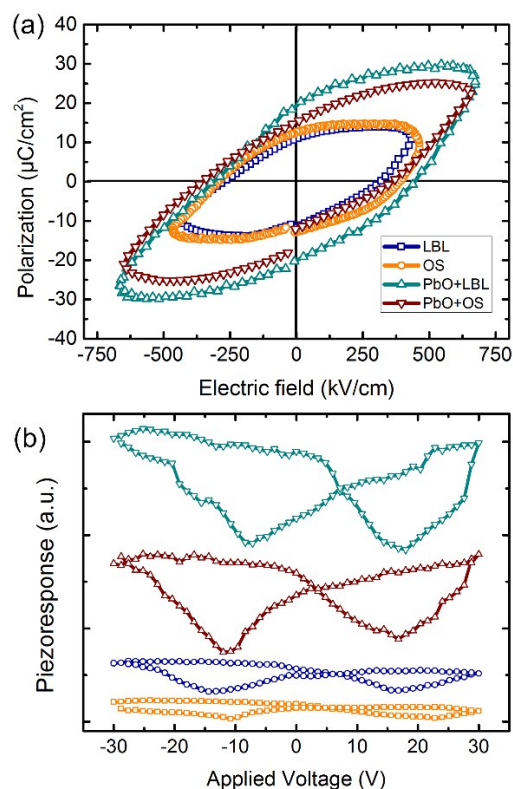 (a)
40
30
20
10
0
-10
-20
-30
-40
Polarization (µC/cm²)
LBL
OS
PbO+LBL
PbO+OS
-750 -500 -250 0 250 500 750
Electric field (kV/cm)
(b)
Piezoresponse (a.u.)
-30 -20 -10 0 10 20 30
Applied Voltage (V)